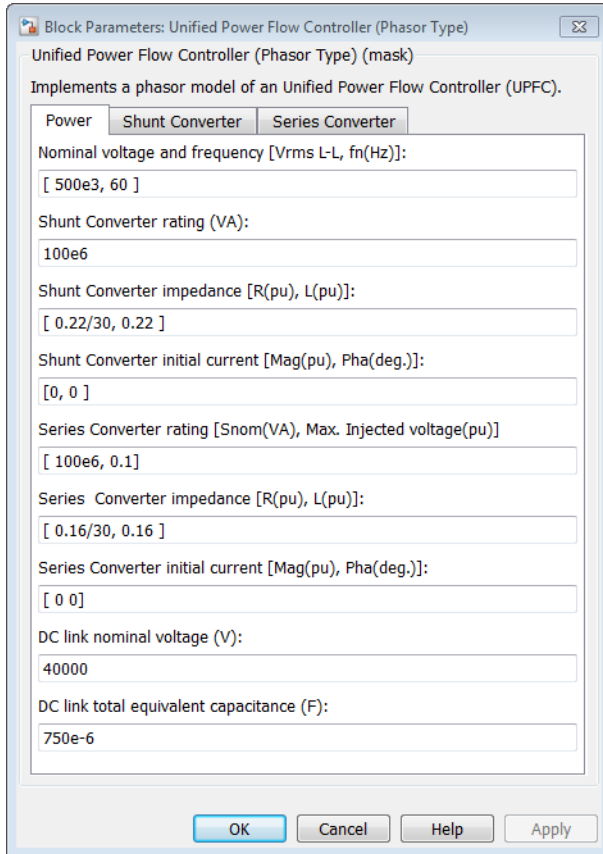 Block Parameters: Unified Power Flow Controller (Phasor Type)
Unified Power Flow Controller (Phasor Type) (mask)
Implements a phasor model of an Unified Power Flow Controller (UPFC).
Power Shunt Converter Series Converter
Nominal voltage and frequency [Vrms L-L, fn(Hz)]:
[ 500e3, 60 ]
Shunt Converter rating (VA):
100e6
Shunt Converter impedance [R(pu), L(pu)]:
[ 0.22/30, 0.22 ]
Shunt Converter initial current [Mag(pu), Pha(deg.)]:
[0, 0 ]
Series Converter rating [Snom(VA), Max. Injected voltage(pu)]
[ 100e6, 0.1]
Series  Converter impedance [R(pu), L(pu)]:
[ 0.16/30, 0.16 ]
Series Converter initial current [Mag(pu), Pha(deg.)]:
[ 0 0]
DC link nominal voltage (V):
40000
DC link total equivalent capacitance (F):
750e-6
OK Cancel Help Apply